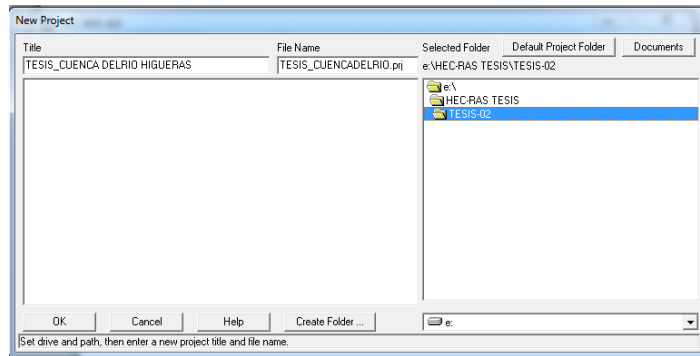 New Project
Title
File Name
Selected Folder
Default Project Folder
Documents
TESIS_CUENCA DELRIO HIGUERAS
TESIS_CUENCADELRIO.prj
e:\HEC-RAS TESIS\TESIS-02
e:\
HEC-RAS TESIS
TESIS-02
OK
Cancel
Help
Create Folder ...
e:
Set drive and path, then enter a new project title and file name.